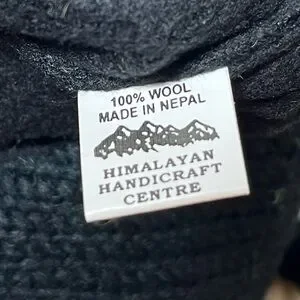 100% WOOL
MADE IN NEPAL
HIMALAYAN
HANDICRAFT
CENTRE